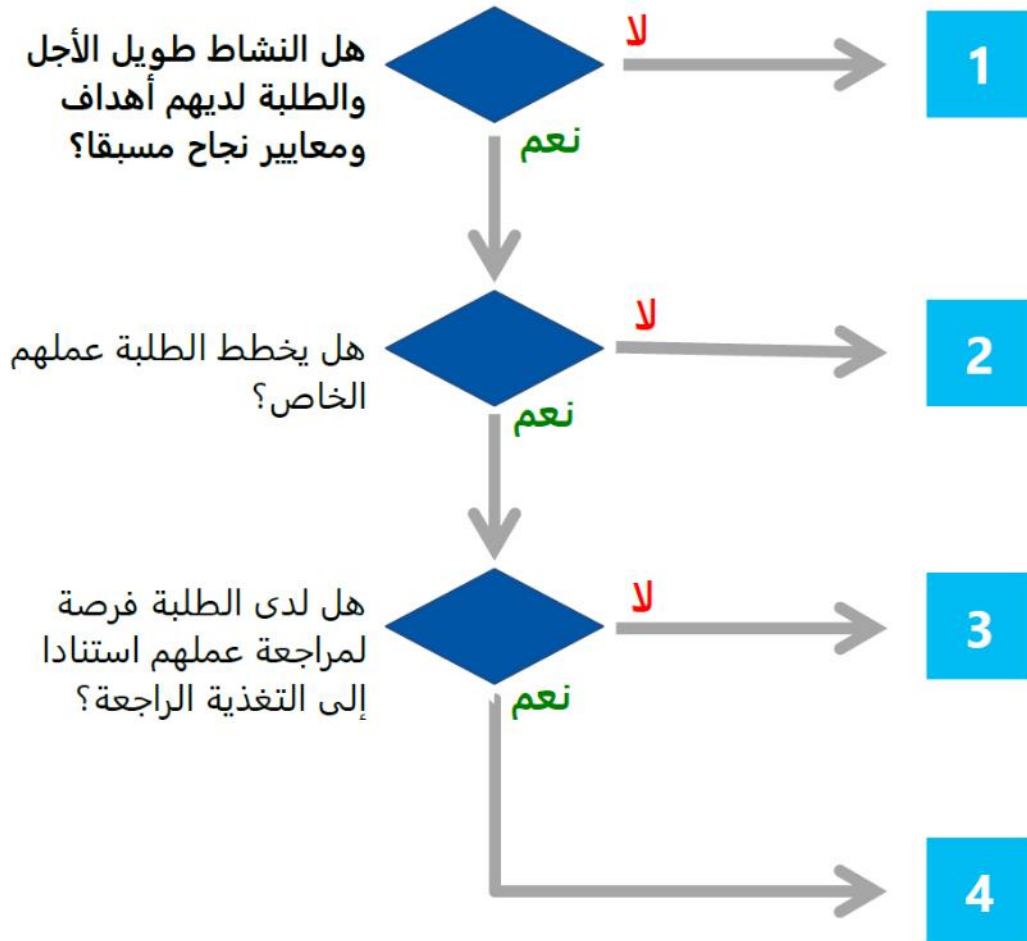 هل النشاط طويل الأجل
والطلبة لديهم أهداف
ومعايير نجاح مسبقا؟
لا
1
نعم
هل يخطط الطلبة عملهم
الخاص؟
لا
2
نعم
هل لدى الطلبة فرصة
لمراجعة عملهم استنادا
إلى التغذية الراجعة؟
لا
3
نعم
4